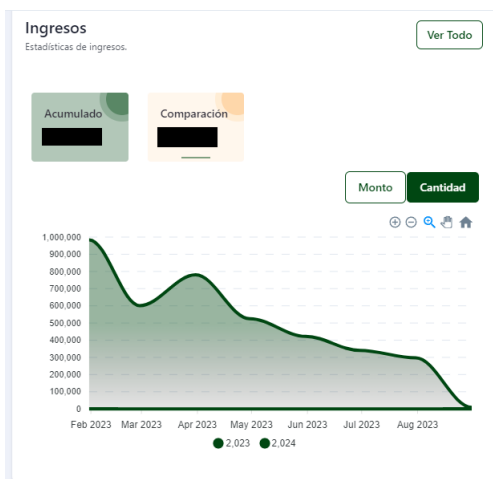 Ingresos
Ver Todo
Estadísticas de ingresos.
Acumulado
Comparación
Monto
Cantidad
1,000,000
900,000
800,000
700,000
600,000
500,000
400,000
300,000
200,000
100,000
0
Feb 2023 Mar 2023 Apr 2023 May 2023 Jun 2023 Jul 2023 Aug 2023
2,023 2,024